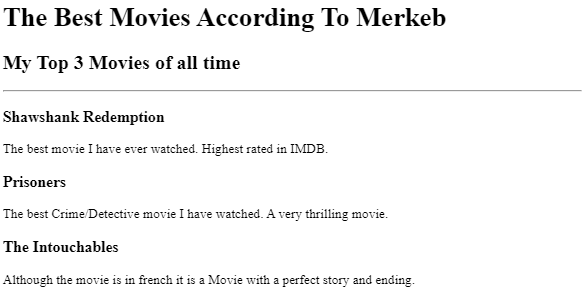 The Best Movies According To Merkeb
My Top 3 Movies of all time
Shawshank Redemption
The best movie I have ever watched. Highest rated in IMDB.
Prisoners
The best Crime/Detective movie I have watched. A very thrilling movie.
The Intouchables
Although the movie is in french it is a Movie with a perfect story and ending.